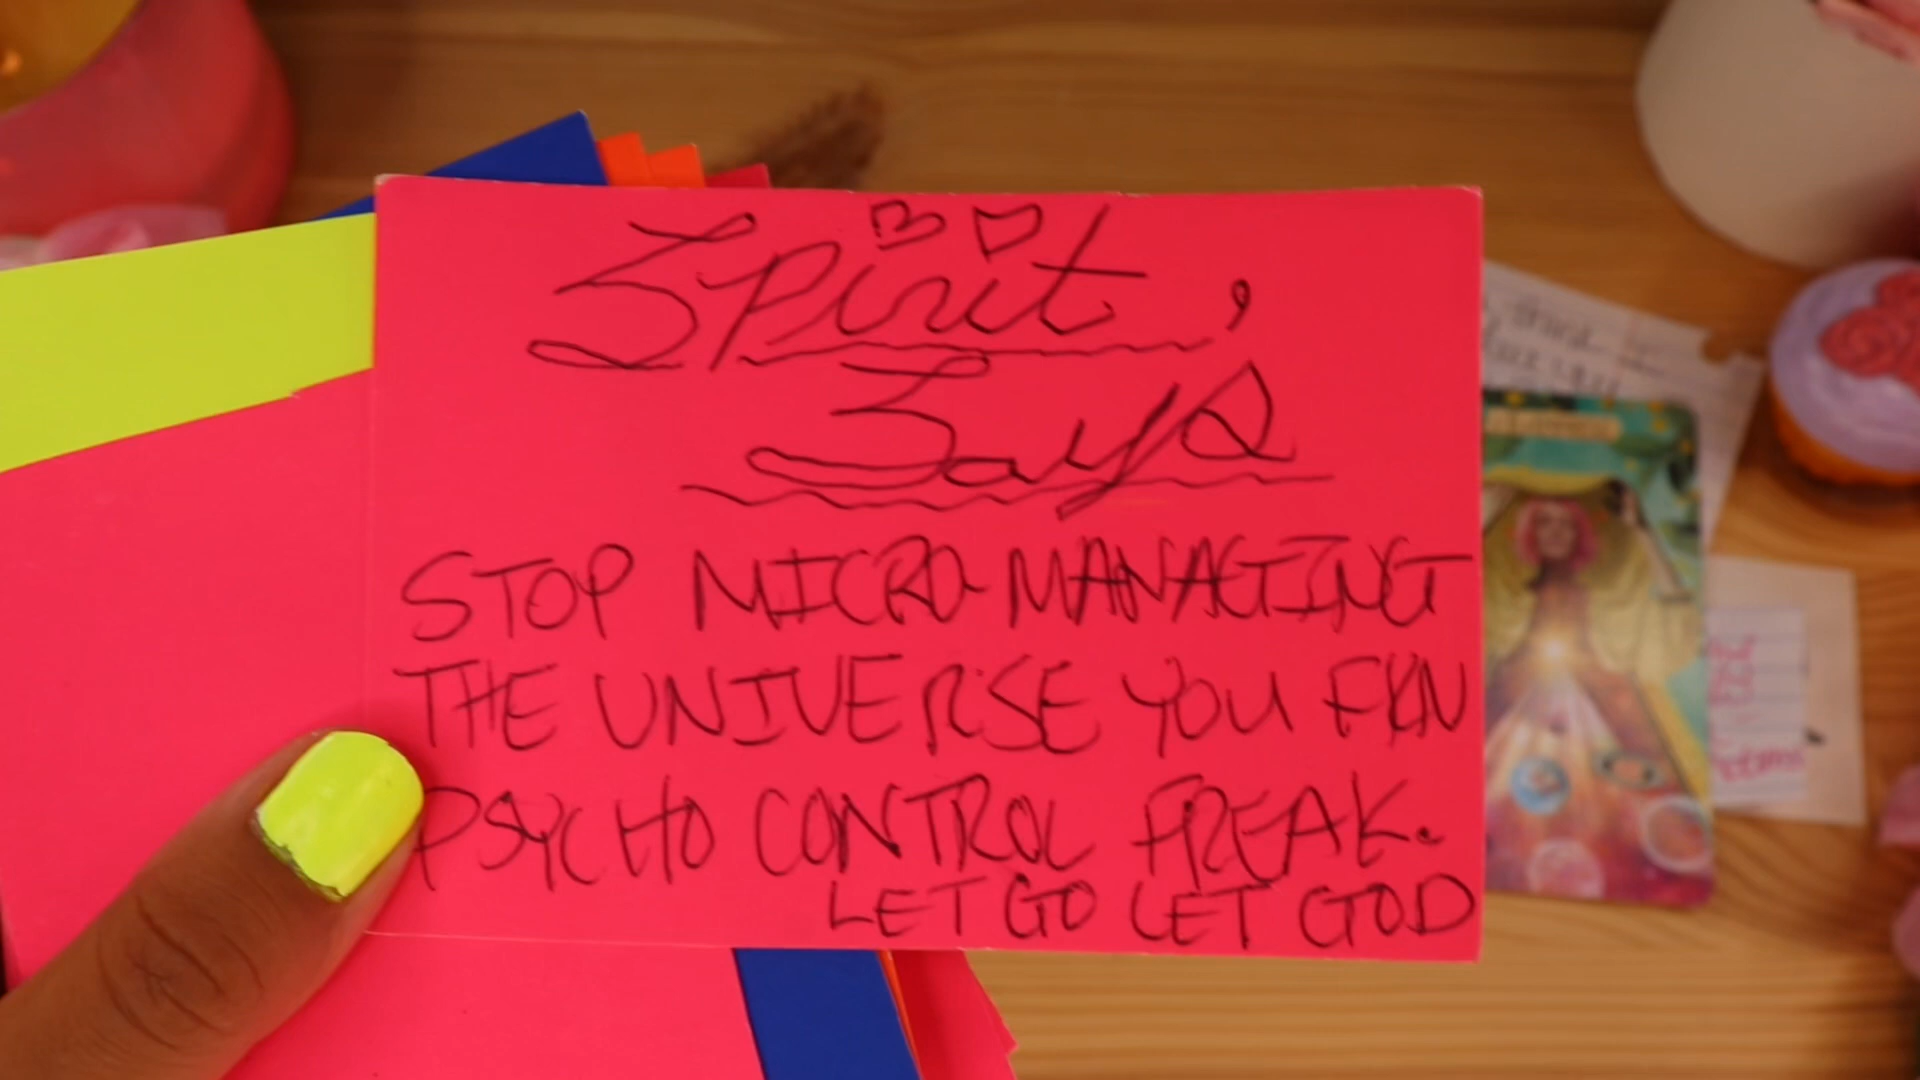 Spirit,
Says
STOP MICRO-MANAGING
THE UNIVERSE YOU FKN
PSYCHO CONTROL FREAK.
LET GO LET GOD